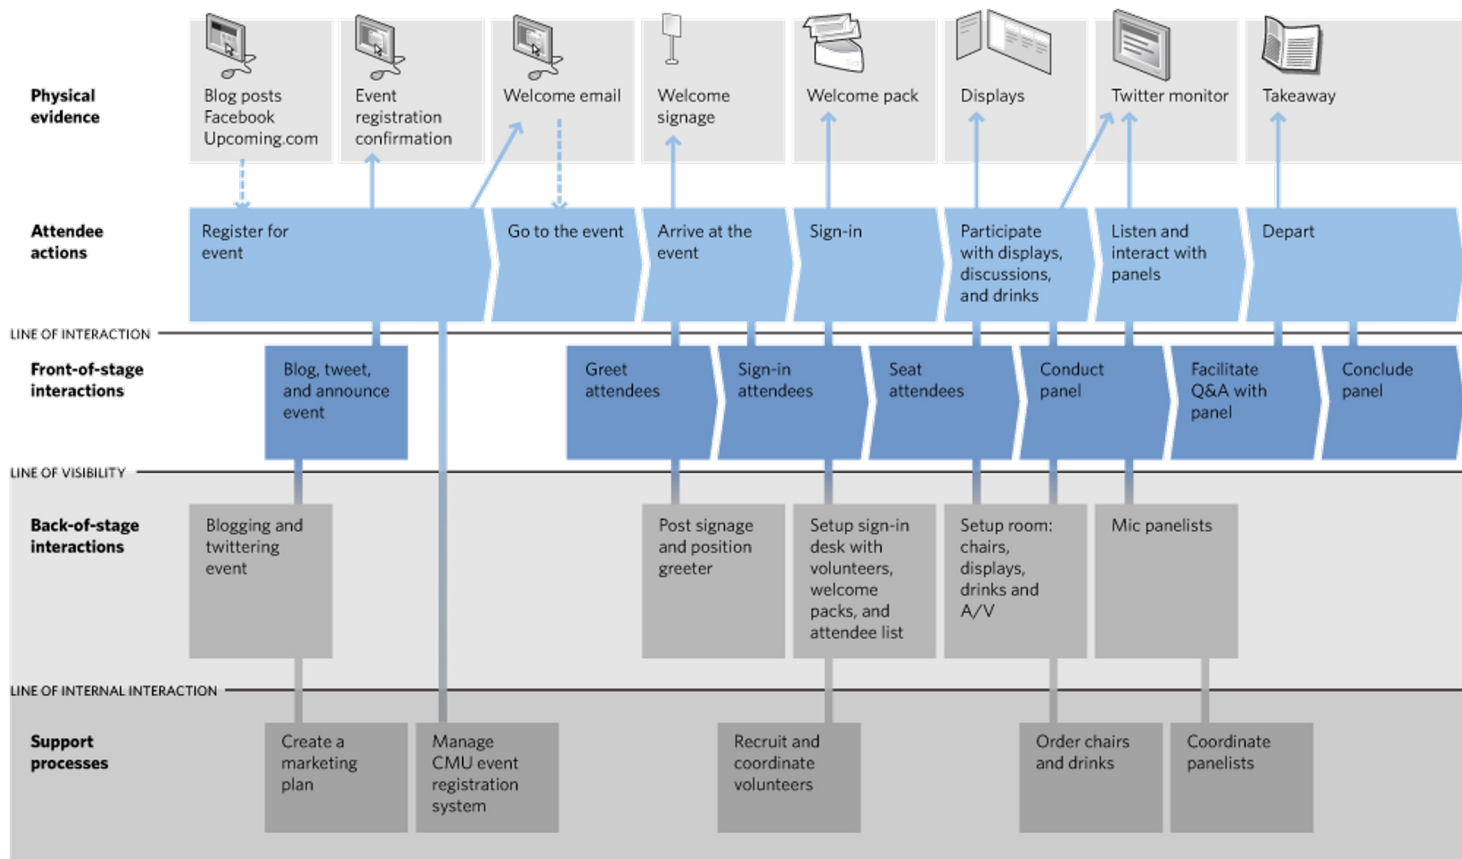 Physical
evidence
Blog posts
Facebook
Upcoming.com
Event
registration
confirmation
Welcome email
Welcome
signage
Welcome pack
Displays
Twitter monitor
Takeaway
Attendee
actions
Register for
event
Go to the event
Arrive at the
event
Sign-in
Participate
with displays,
discussions,
and drinks
Listen and
interact with
panels
Depart
LINE OF INTERACTION
Front-of-stage
interactions
Blog, tweet,
and announce
event
Greet
attendees
Sign-in
attendees
Seat
attendees
Conduct
panel
Facilitate
Q&A with
panel
Conclude
panel
LINE OF VISIBILITY
Back-of-stage
interactions
Blogging and
twittering
event
Post signage
and position
greeter
Setup sign-in
desk with
volunteers,
welcome
packs, and
attendee list
Setup room:
chairs,
displays,
drinks and
A/V
Mic panelists
LINE OF INTERNAL INTERACTION
Support
processes
Create a
marketing
plan
Manage
CMU event
registration
system
Recruit and
coordinate
volunteers
Order chairs
and drinks
Coordinate
panelists